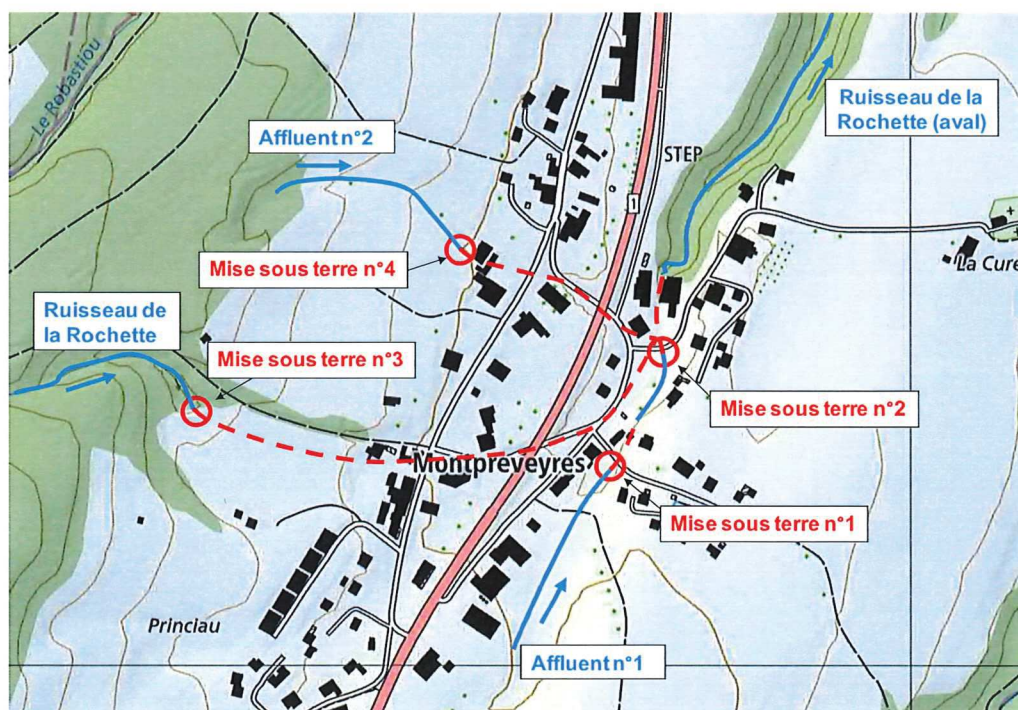 Le Robastiou
Affluent n°2
Ruisseau de la
Rochette (aval)
STEP
1
Mise sous terre n°4
La Cure
Ruisseau de
la Rochette
Mise sous terre n°3
Mise sous terre n°2
Montpreveyres
Mise sous terre n°1
Princiau
Affluent n°1